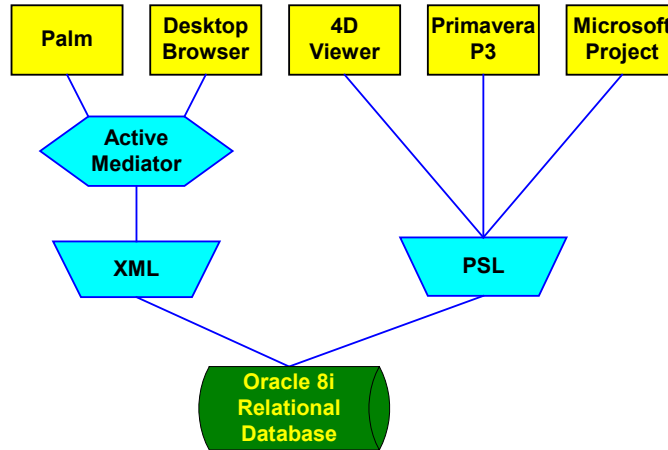 Palm
Desktop
Browser
4D
Viewer
Primavera
P3
Microsoft
Project
Active
Mediator
XML
PSL
Oracle 8i
Relational
Database